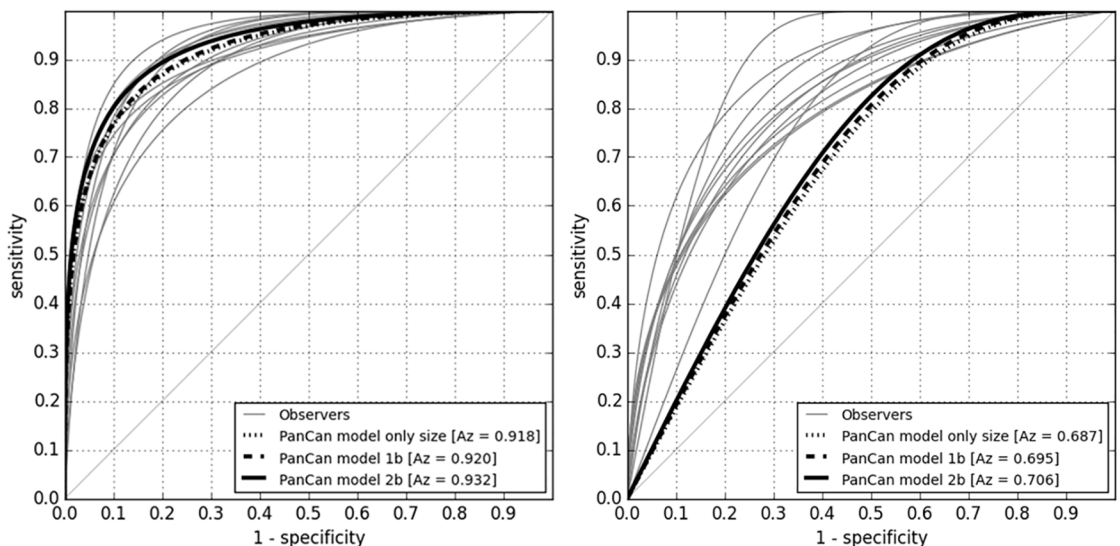 0.9
0.8
0.7
0.6
0.5
0.4
0.3
0.2
0.1
0.0
sensitivity
Observers
PanCan model only size [Az = 0.918]
PanCan model 1b [Az = 0.920]
PanCan model 2b [Az = 0.932]
0.0 0.1 0.2 0.3 0.4 0.5 0.6 0.7 0.8 0.9
1 - specificity
0.9
0.8
0.7
0.6
0.5
0.4
0.3
0.2
0.1
0.0
sensitivity
Observers
PanCan model only size [Az = 0.687]
PanCan model 1b [Az = 0.695]
PanCan model 2b [Az = 0.706]
0.0 0.1 0.2 0.3 0.4 0.5 0.6 0.7 0.8 0.9
1 - specificity